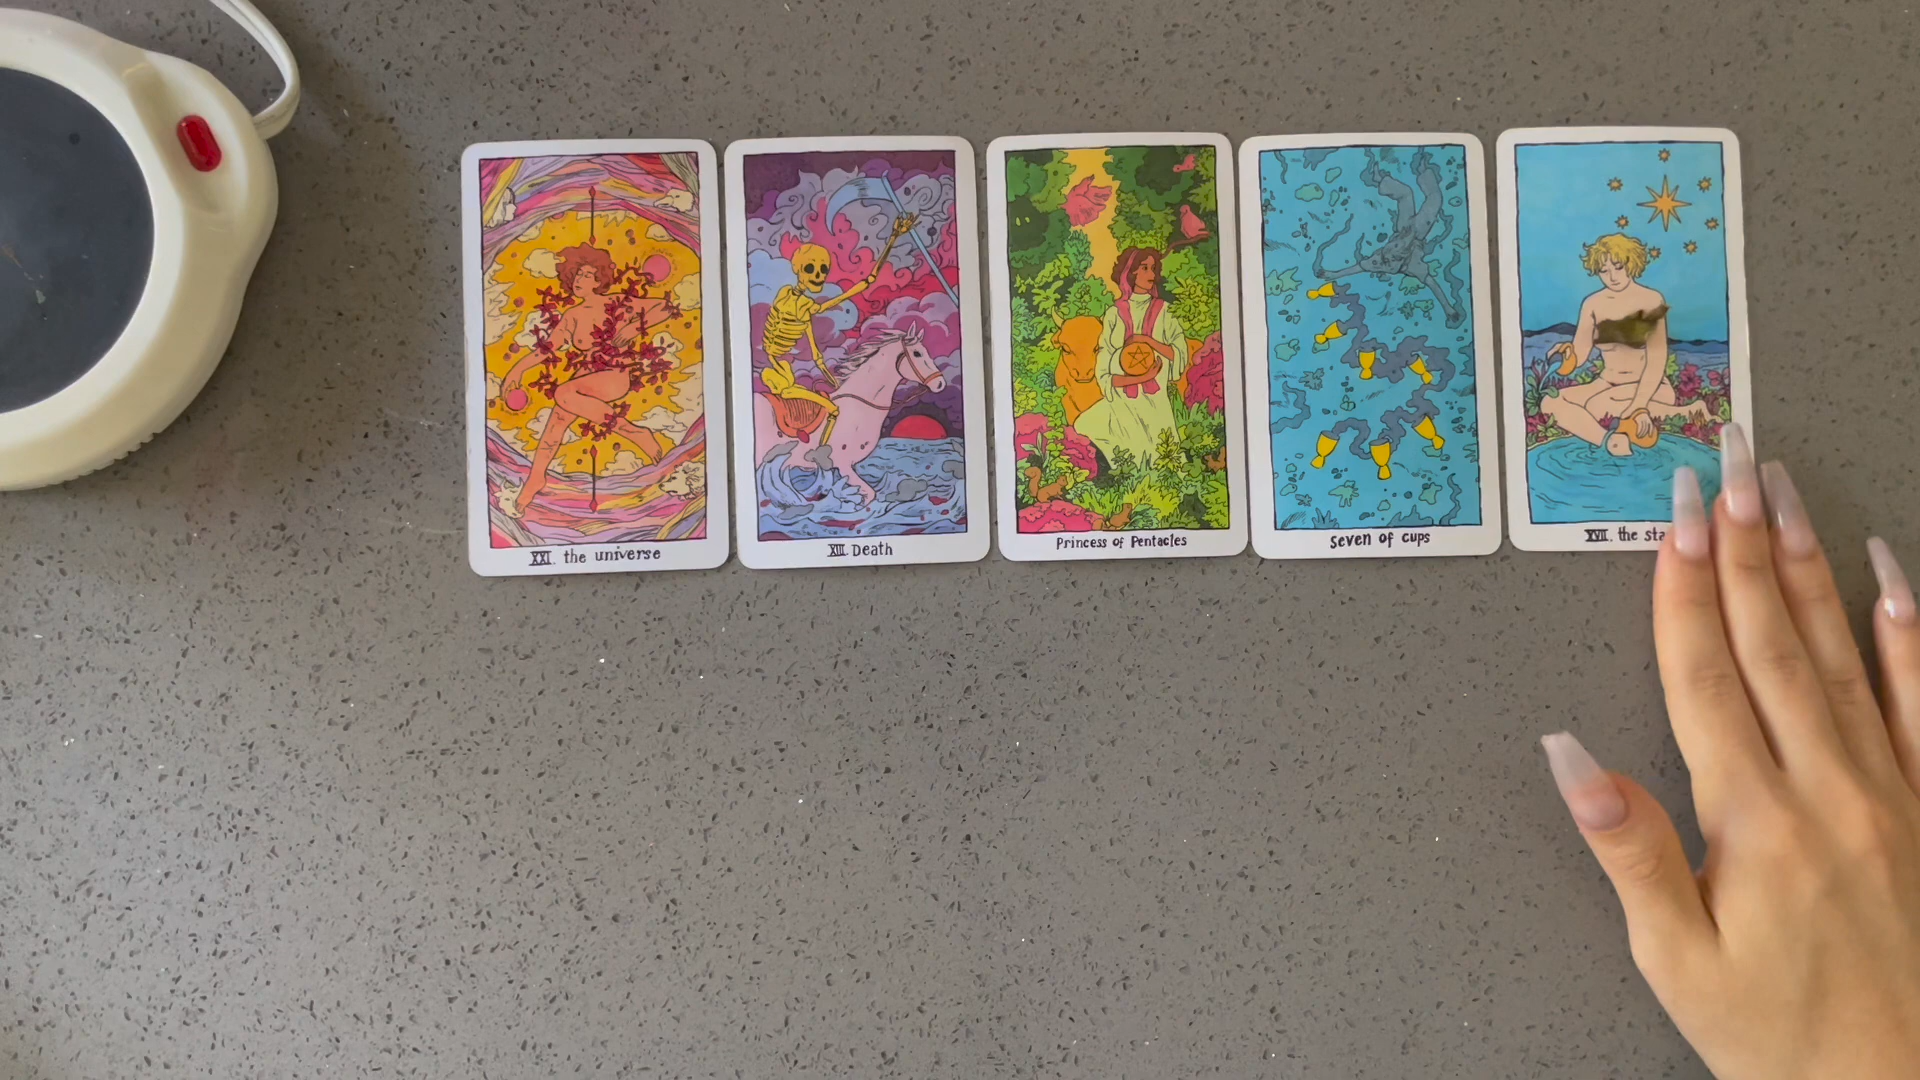 XXI. the universe
XIII. Death
Princess of Pentacles
seven of cups
XVII. the sta